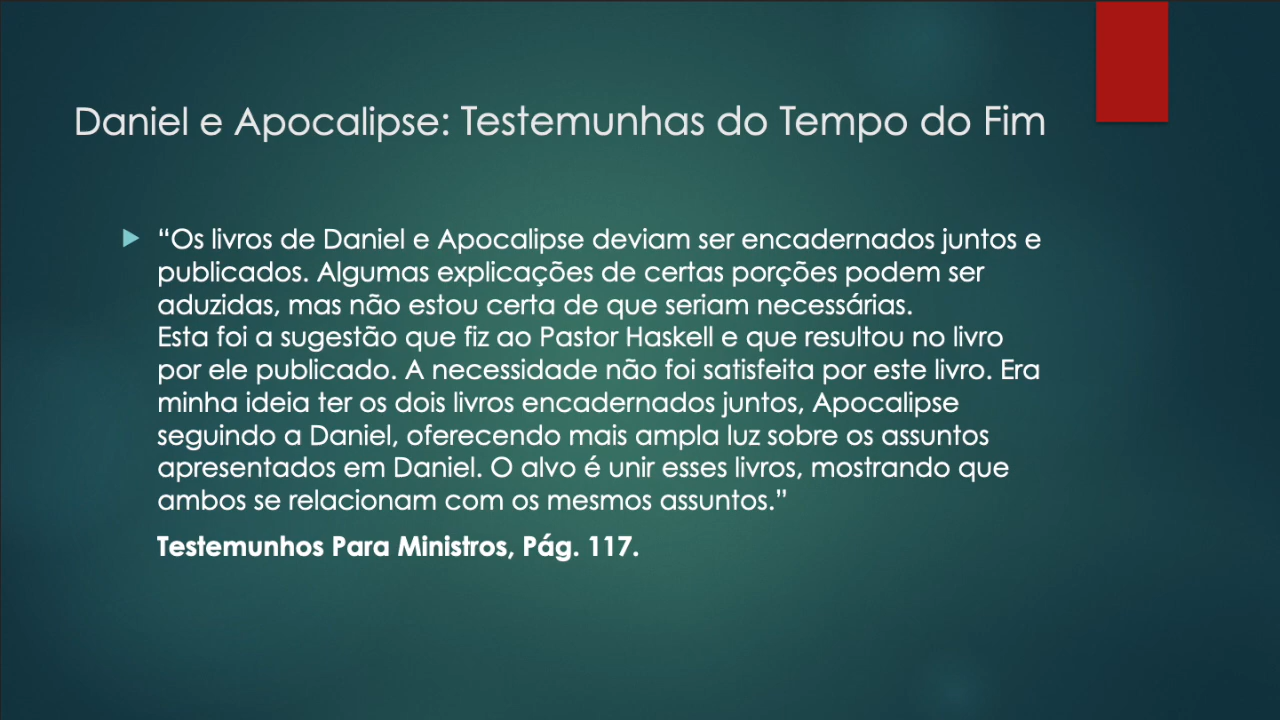 Daniel e Apocalipse: Testemunhas do Tempo do Fim
“Os livros de Daniel e Apocalipse deviam ser encadernados juntos e
publicados. Algumas explicações de certas porções podem ser
aduzidas, mas não estou certa de que seriam necessárias.
Esta foi a sugestão que fiz ao Pastor Haskell e que resultou no livro
por ele publicado. A necessidade não foi satisfeita por este livro. Era
minha ideia ter os dois livros encadernados juntos, Apocalipse
seguindo a Daniel, oferecendo mais ampla luz sobre os assuntos
apresentados em Daniel. O alvo é unir esses livros, mostrando que
ambos se relacionam com os mesmos assuntos.”
Testemunhos Para Ministros, Pág. 117.